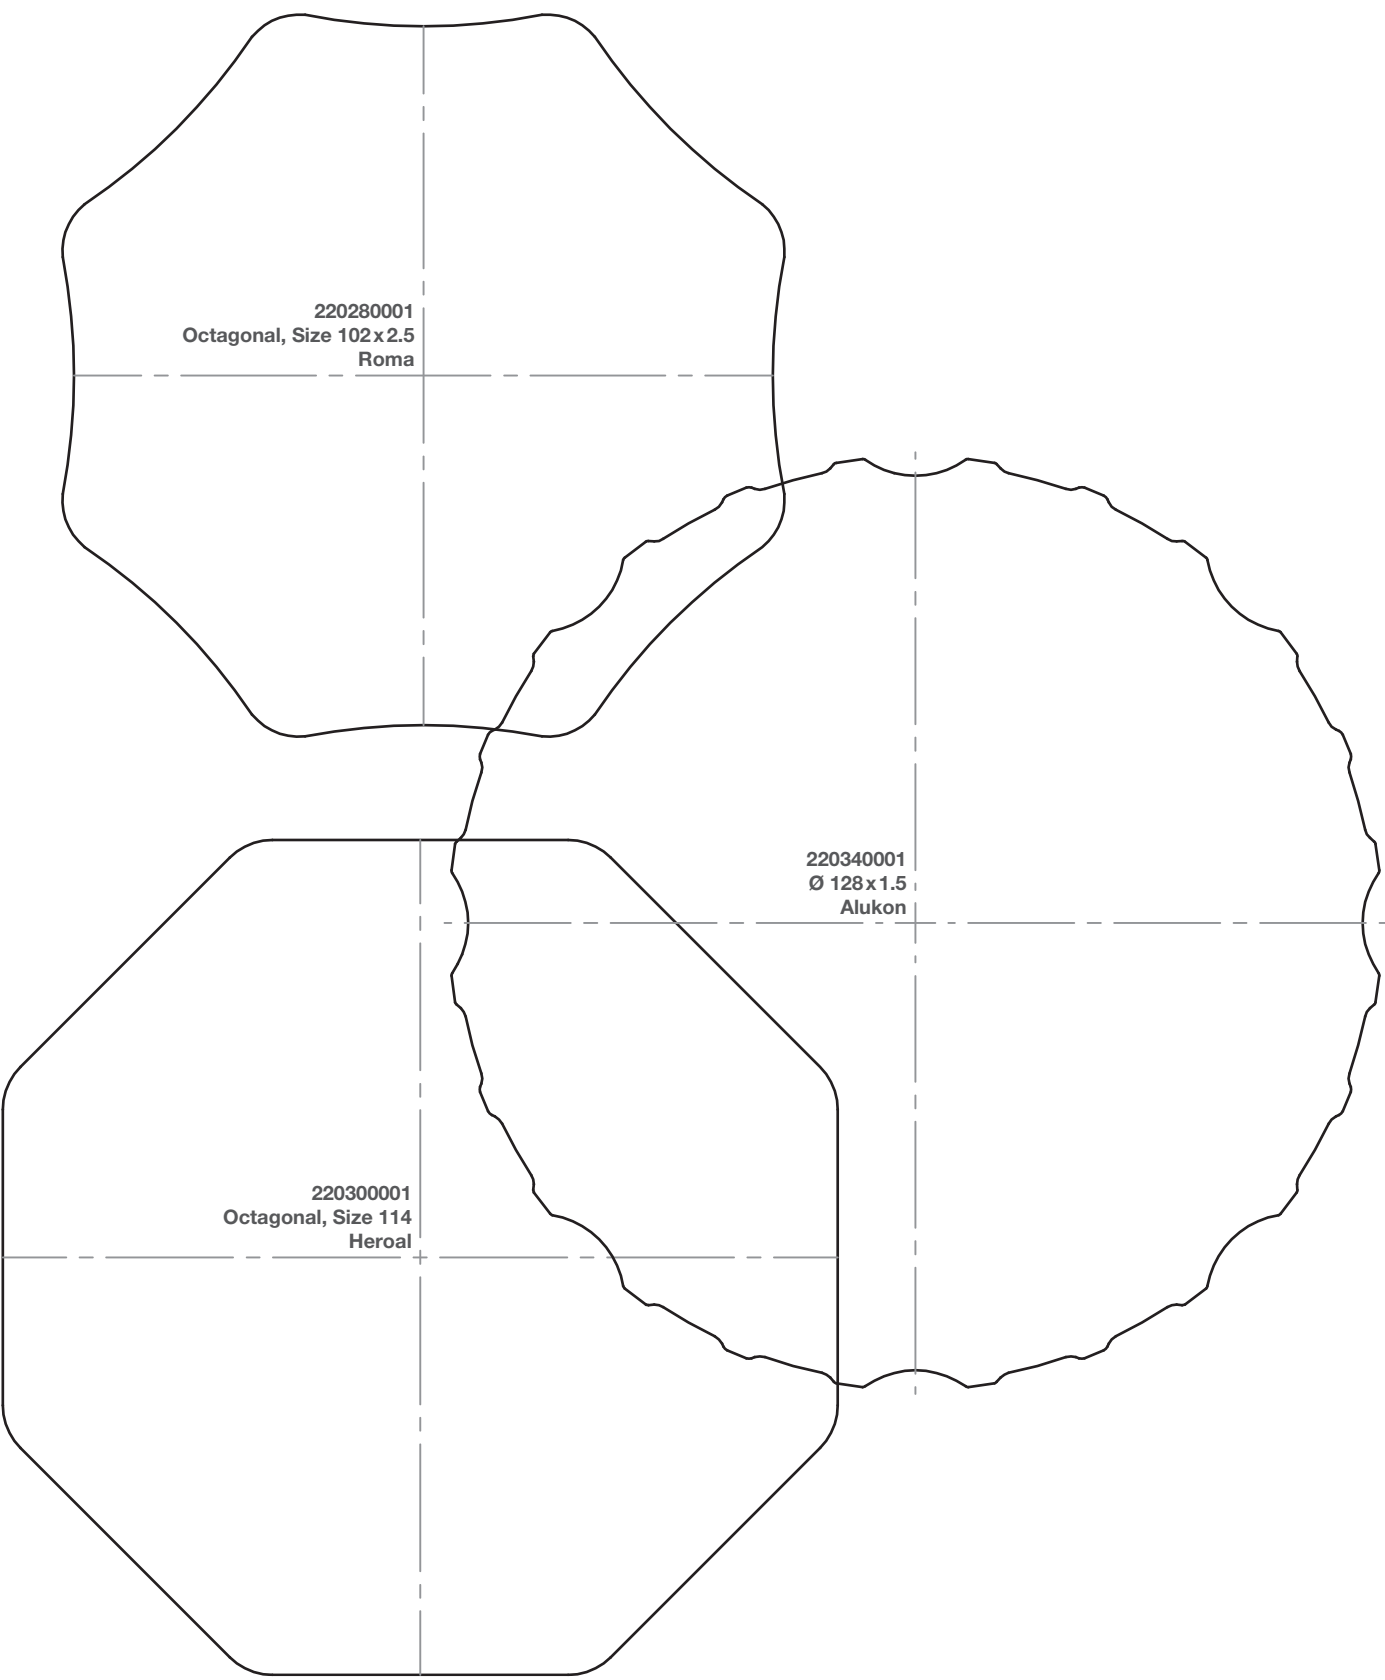 220280001
Octagonal, Size 102 x 2.5
Roma
220340001
Ø 128 x 1.5
Alukon
220300001
Octagonal, Size 114
Heroal